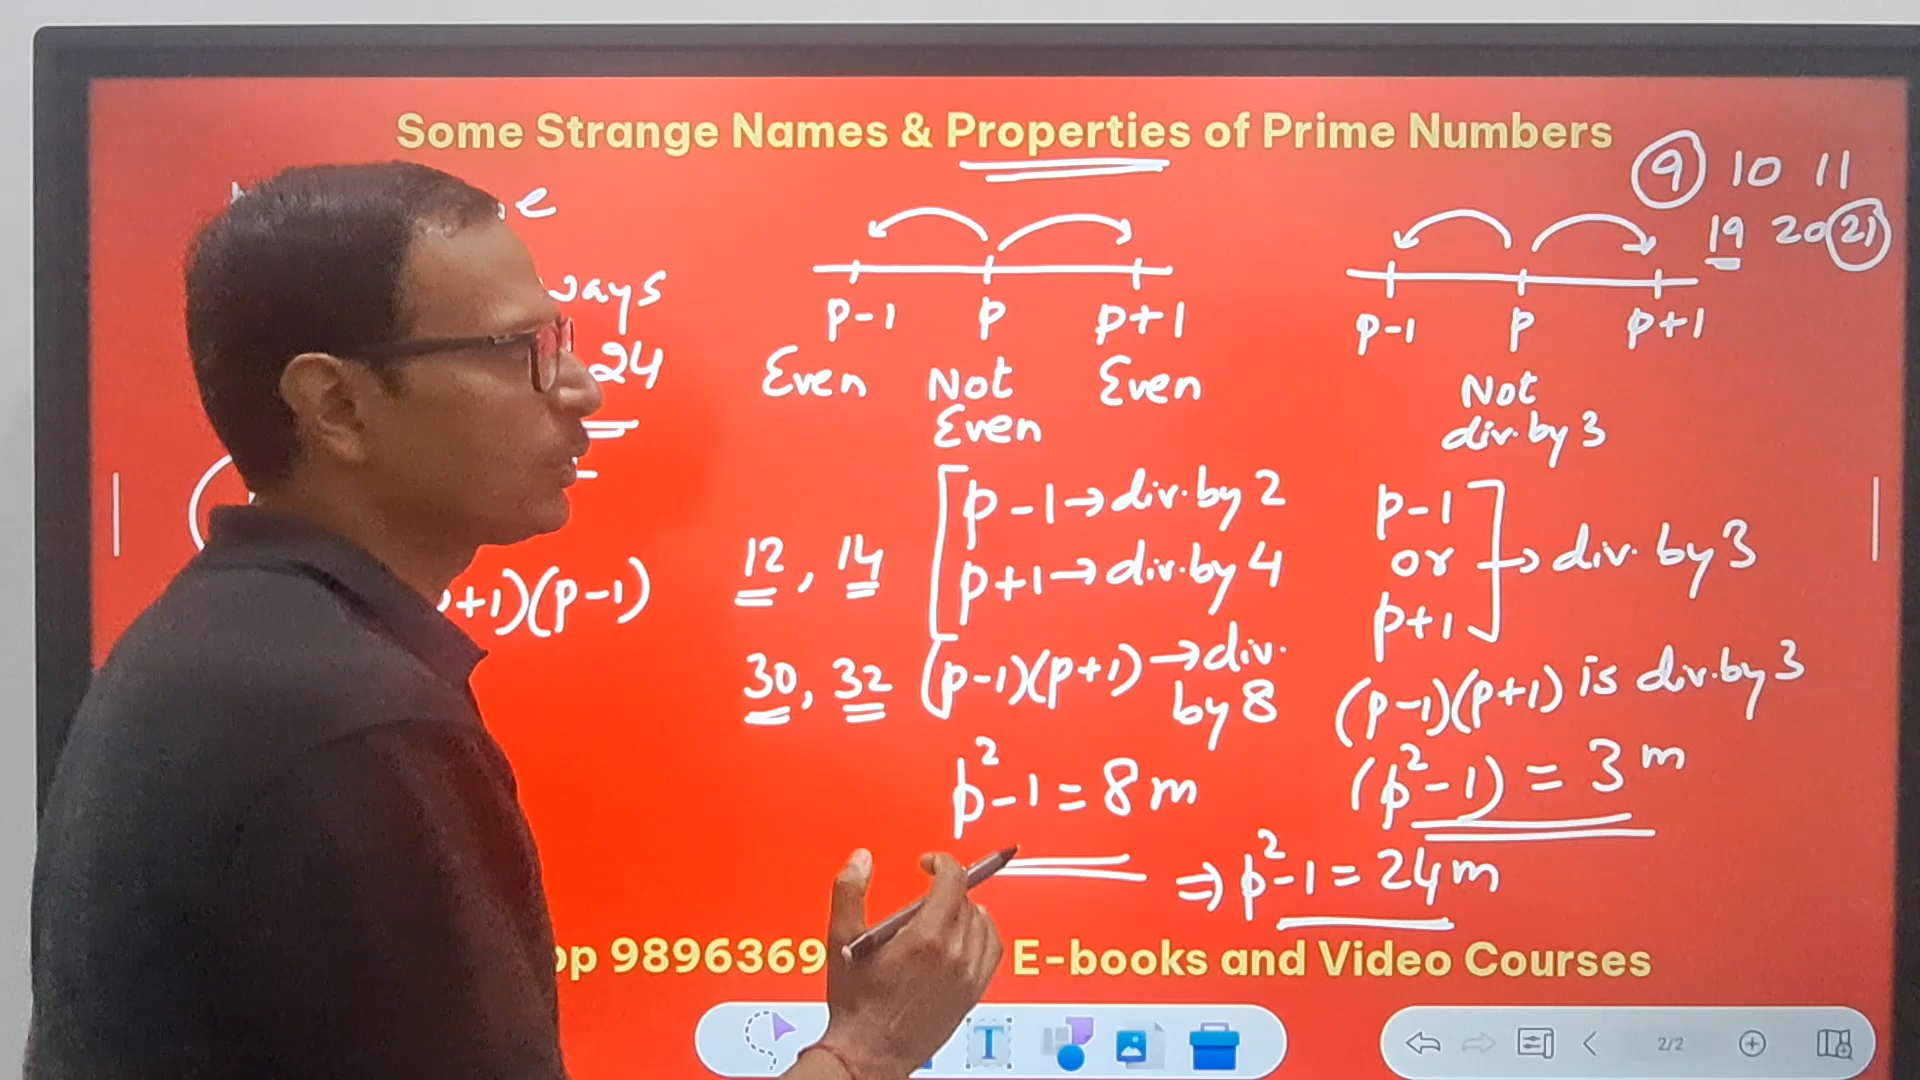 Some Strange Names & Properties of Prime Numbers
9 10 11
19 20 21
ways
24
+1)(p-1)
p-1 p p+1
Even Not Even
Even
12, 14
30, 32
p-1→div. by 2
p+1→div. by 4
(p-1)(p+1)→div.
by 8
p²-1=8m
p-1 p p+1
Not
div. by 3
p-1
or → div. by 3
p+1
(p-1)(p+1) is div. by 3
(p²-1) = 3m
⇒ p²-1 = 24m
pp 9896369 E-books and Video Courses
T
2/2